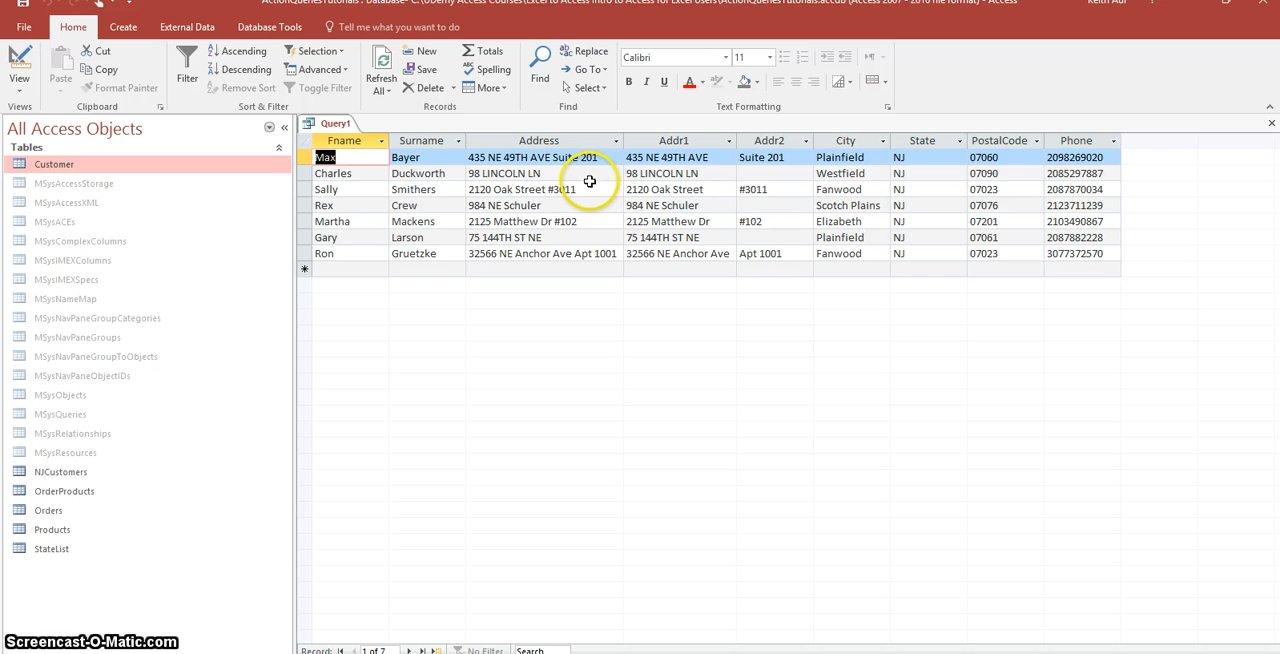 ActionQueriesTutorials : Database- C:\Udemy Access Courses\Excel to Access Intro to Access for Excel Users\ActionQueriesTutorials.accdb (Access 2007 - 2016 file format) - Access Keith Aul
File Home Create External Data Database Tools Tell me what you want to do
View
Views
Paste
Cut
Copy
Format Painter
Clipboard
Filter
Ascending
Descending
Remove Sort
Selection
Advanced
Toggle Filter
Sort & Filter
Refresh
All
New
Save
Delete
Totals
Spelling
More
Records
Find
Replace
Go To
Select
Find
Calibri 11
B I U A
Text Formatting
All Access Objects
Tables
Customer
MSysAccessStorage
MSysAccessXML
MSysACEs
MSysComplexColumns
MSysIMEXColumns
MSysIMEXSpecs
MSysNameMap
MSysNavPaneGroupCategories
MSysNavPaneGroups
MSysNavPaneGroupToObjects
MSysNavPaneObjectIDs
MSysObjects
MSysQueries
MSysRelationships
MSysResources
NJCustomers
OrderProducts
Orders
Products
StateList
Query1
Fname Surname Address Addr1 Addr2 City State PostalCode Phone
Max Bayer 435 NE 49TH AVE Suite 201 435 NE 49TH AVE Suite 201 Plainfield NJ 07060 2098269020
Charles Duckworth 98 LINCOLN LN 98 LINCOLN LN Westfield NJ 07090 2085297887
Sally Smithers 2120 Oak Street #3011 2120 Oak Street #3011 Fanwood NJ 07023 2087870034
Rex Crew 984 NE Schuler 984 NE Schuler Scotch Plains NJ 07076 2123711239
Martha Mackens 2125 Matthew Dr #102 2125 Matthew Dr #102 Elizabeth NJ 07201 2103490867
Gary Larson 75 144TH ST NE 75 144TH ST NE Plainfield NJ 07061 2087882228
Ron Gruetzke 32566 NE Anchor Ave Apt 1001 32566 NE Anchor Ave Apt 1001 Fanwood NJ 07023 3077372570
Record: 1 of 7 No Filter Search
Screencast-O-Matic.com